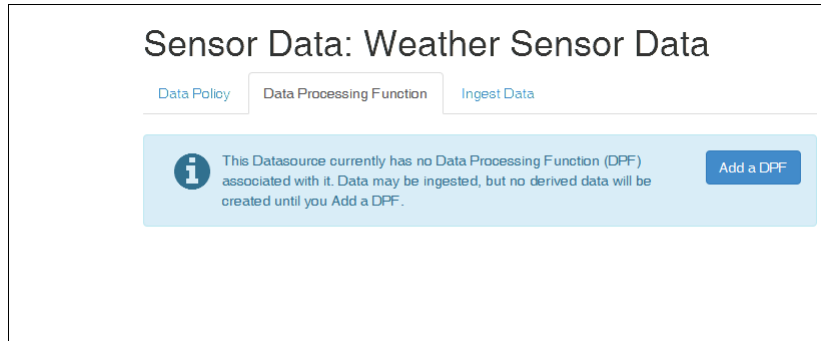 Sensor Data: Weather Sensor Data
Data Policy Data Processing Function Ingest Data
This Datasource currently has no Data Processing Function (DPF)
associated with it. Data may be ingested, but no derived data will be
created until you Add a DPF.
Add a DPF